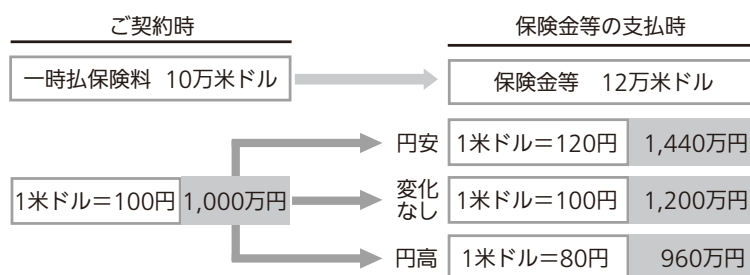 ご契約時
保険金等の支払時
一時払保険料 10万米ドル
保険金等 12万米ドル
円安
1米ドル＝120円
1,440万円
1米ドル＝100円
1,000万円
変化
なし
1米ドル＝100円
1,200万円
円高
1米ドル＝80円
960万円